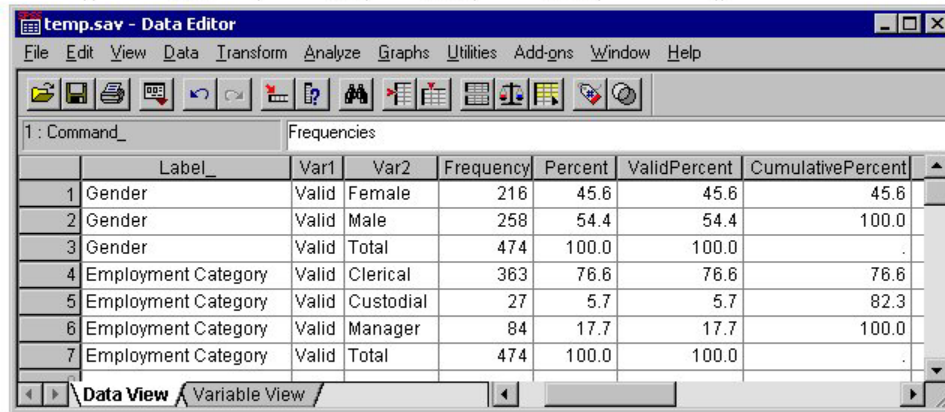 temp.sav - Data Editor
File Edit View Data Transform Analyze Graphs Utilities Add-ons Window Help
1 : Command_ Frequencies
Label_ Var1 Var2 Frequency Percent ValidPercent CumulativePercent
1 Gender Valid Female 216 45.6 45.6 45.6
2 Gender Valid Male 258 54.4 54.4 100.0
3 Gender Valid Total 474 100.0 100.0 .
4 Employment Category Valid Clerical 363 76.6 76.6 76.6
5 Employment Category Valid Custodial 27 5.7 5.7 82.3
6 Employment Category Valid Manager 84 17.7 17.7 100.0
7 Employment Category Valid Total 474 100.0 100.0 .
Data View Variable View